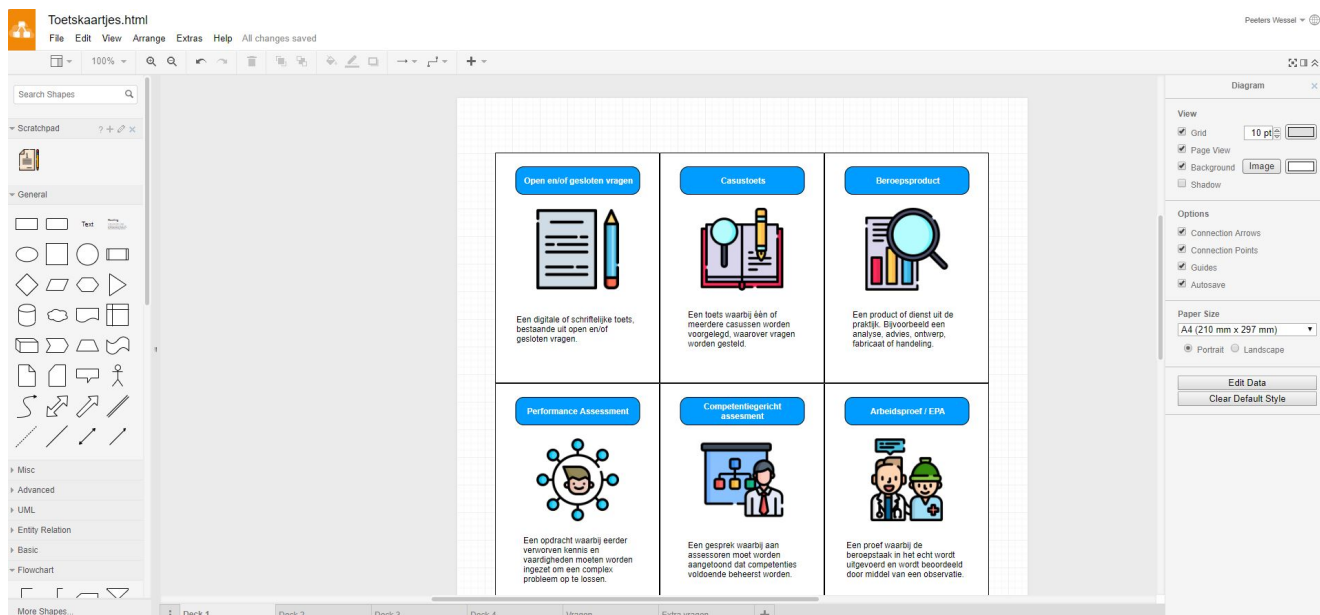 Toetskaartjes.html
Peeters Wessel
File Edit View Arrange Extras Help All changes saved
100%
Search Shapes
Scratchpad
?
General
Text
Misc
Advanced
UML
Entity Relation
Basic
Flowchart
More Shapes...
Open en/of gesloten vragen
Een digitale of schriftelijke toets,
bestaande uit open en/of
gesloten vragen.
Casustoets
Een toets waarbij één of
meerdere casussen worden
voorgelegd, waarover vragen
worden gesteld.
Beroepsproduct
Een product of dienst uit de
praktijk. Bijvoorbeeld een
analyse, advies, ontwerp,
fabricaat of handeling.
Performance Assessment
Een opdracht waarbij eerder
verworven kennis en
vaardigheden moeten worden
ingezet om een complex
probleem op te lossen.
Competentiegericht
assesment
Een gesprek waarbij aan
assessoren moet worden
aangetoond dat competenties
voldoende beheerst worden.
Arbeidsproef / EPA
Een proef waarbij de
beroepstaak in het echt wordt
uitgevoerd en wordt beoordeeld
door middel van een observatie.
Deck 1 Deck 2 Deck 3 Deck 4 Vragen Extra vragen
Diagram
View
Grid 10 pt
Page View
Background Image
Shadow
Options
Connection Arrows
Connection Points
Guides
Autosave
Paper Size
A4 (210 mm x 297 mm)
Portrait Landscape
Edit Data
Clear Default Style